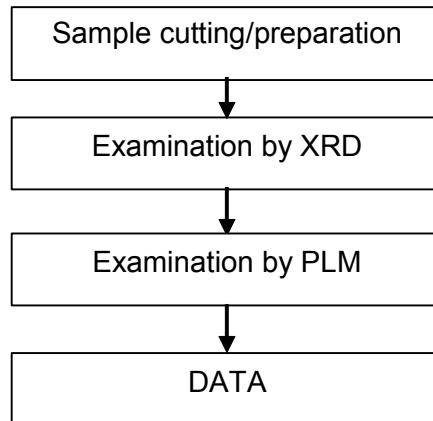 Sample cutting/preparation
Examination by XRD
Examination by PLM
DATA